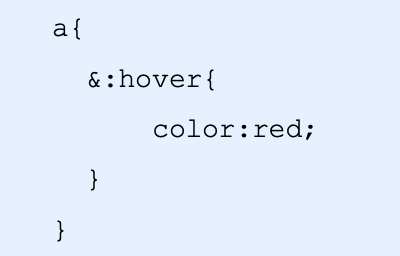 a{
&:hover{
color:red;
}
}